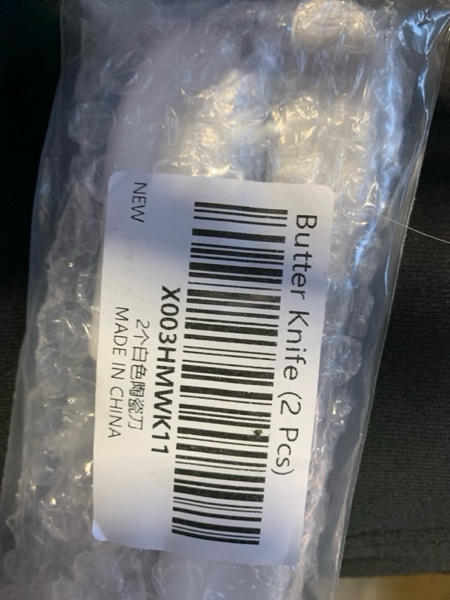 Butter Knife (2 Pcs)
X003HMWK11
NEW
2个白色陶瓷刀
MADE IN CHINA